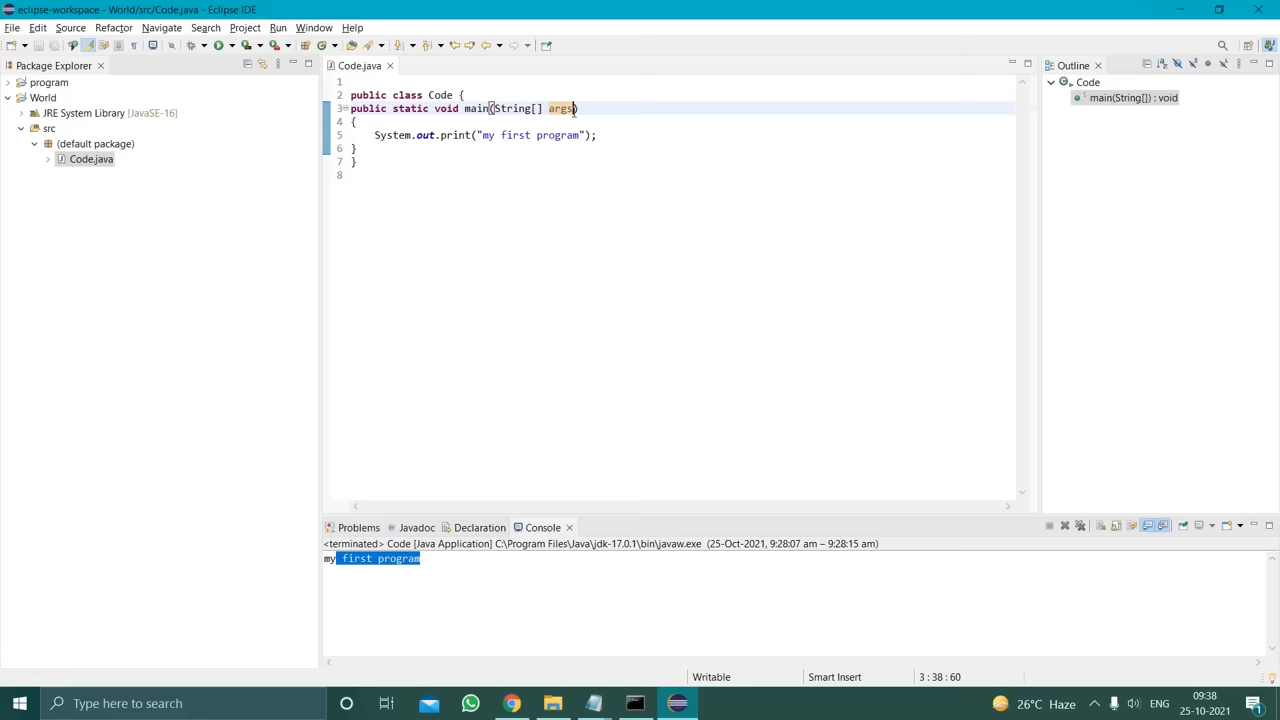 eclipse-workspace - World/src/Code.java - Eclipse IDE
File Edit Source Refactor Navigate Search Project Run Window Help
Package Explorer
program
World
JRE System Library [JavaSE-16]
src
(default package)
Code.java
Code.java
1
2 public class Code {
3 public static void main(String[] args)
4 {
5 System.out.print("my first program");
6 }
7 }
8
Outline
Code
main(String[]) : void
Problems Javadoc Declaration Console
<terminated> Code [Java Application] C:\Program Files\Java\jdk-17.0.1\bin\javaw.exe (25-Oct-2021, 9:28:07 am – 9:28:15 am)
my first program
Writable Smart Insert 3 : 38 : 60
Type here to search
26°C Haze ENG 09:38
25-10-2021
1